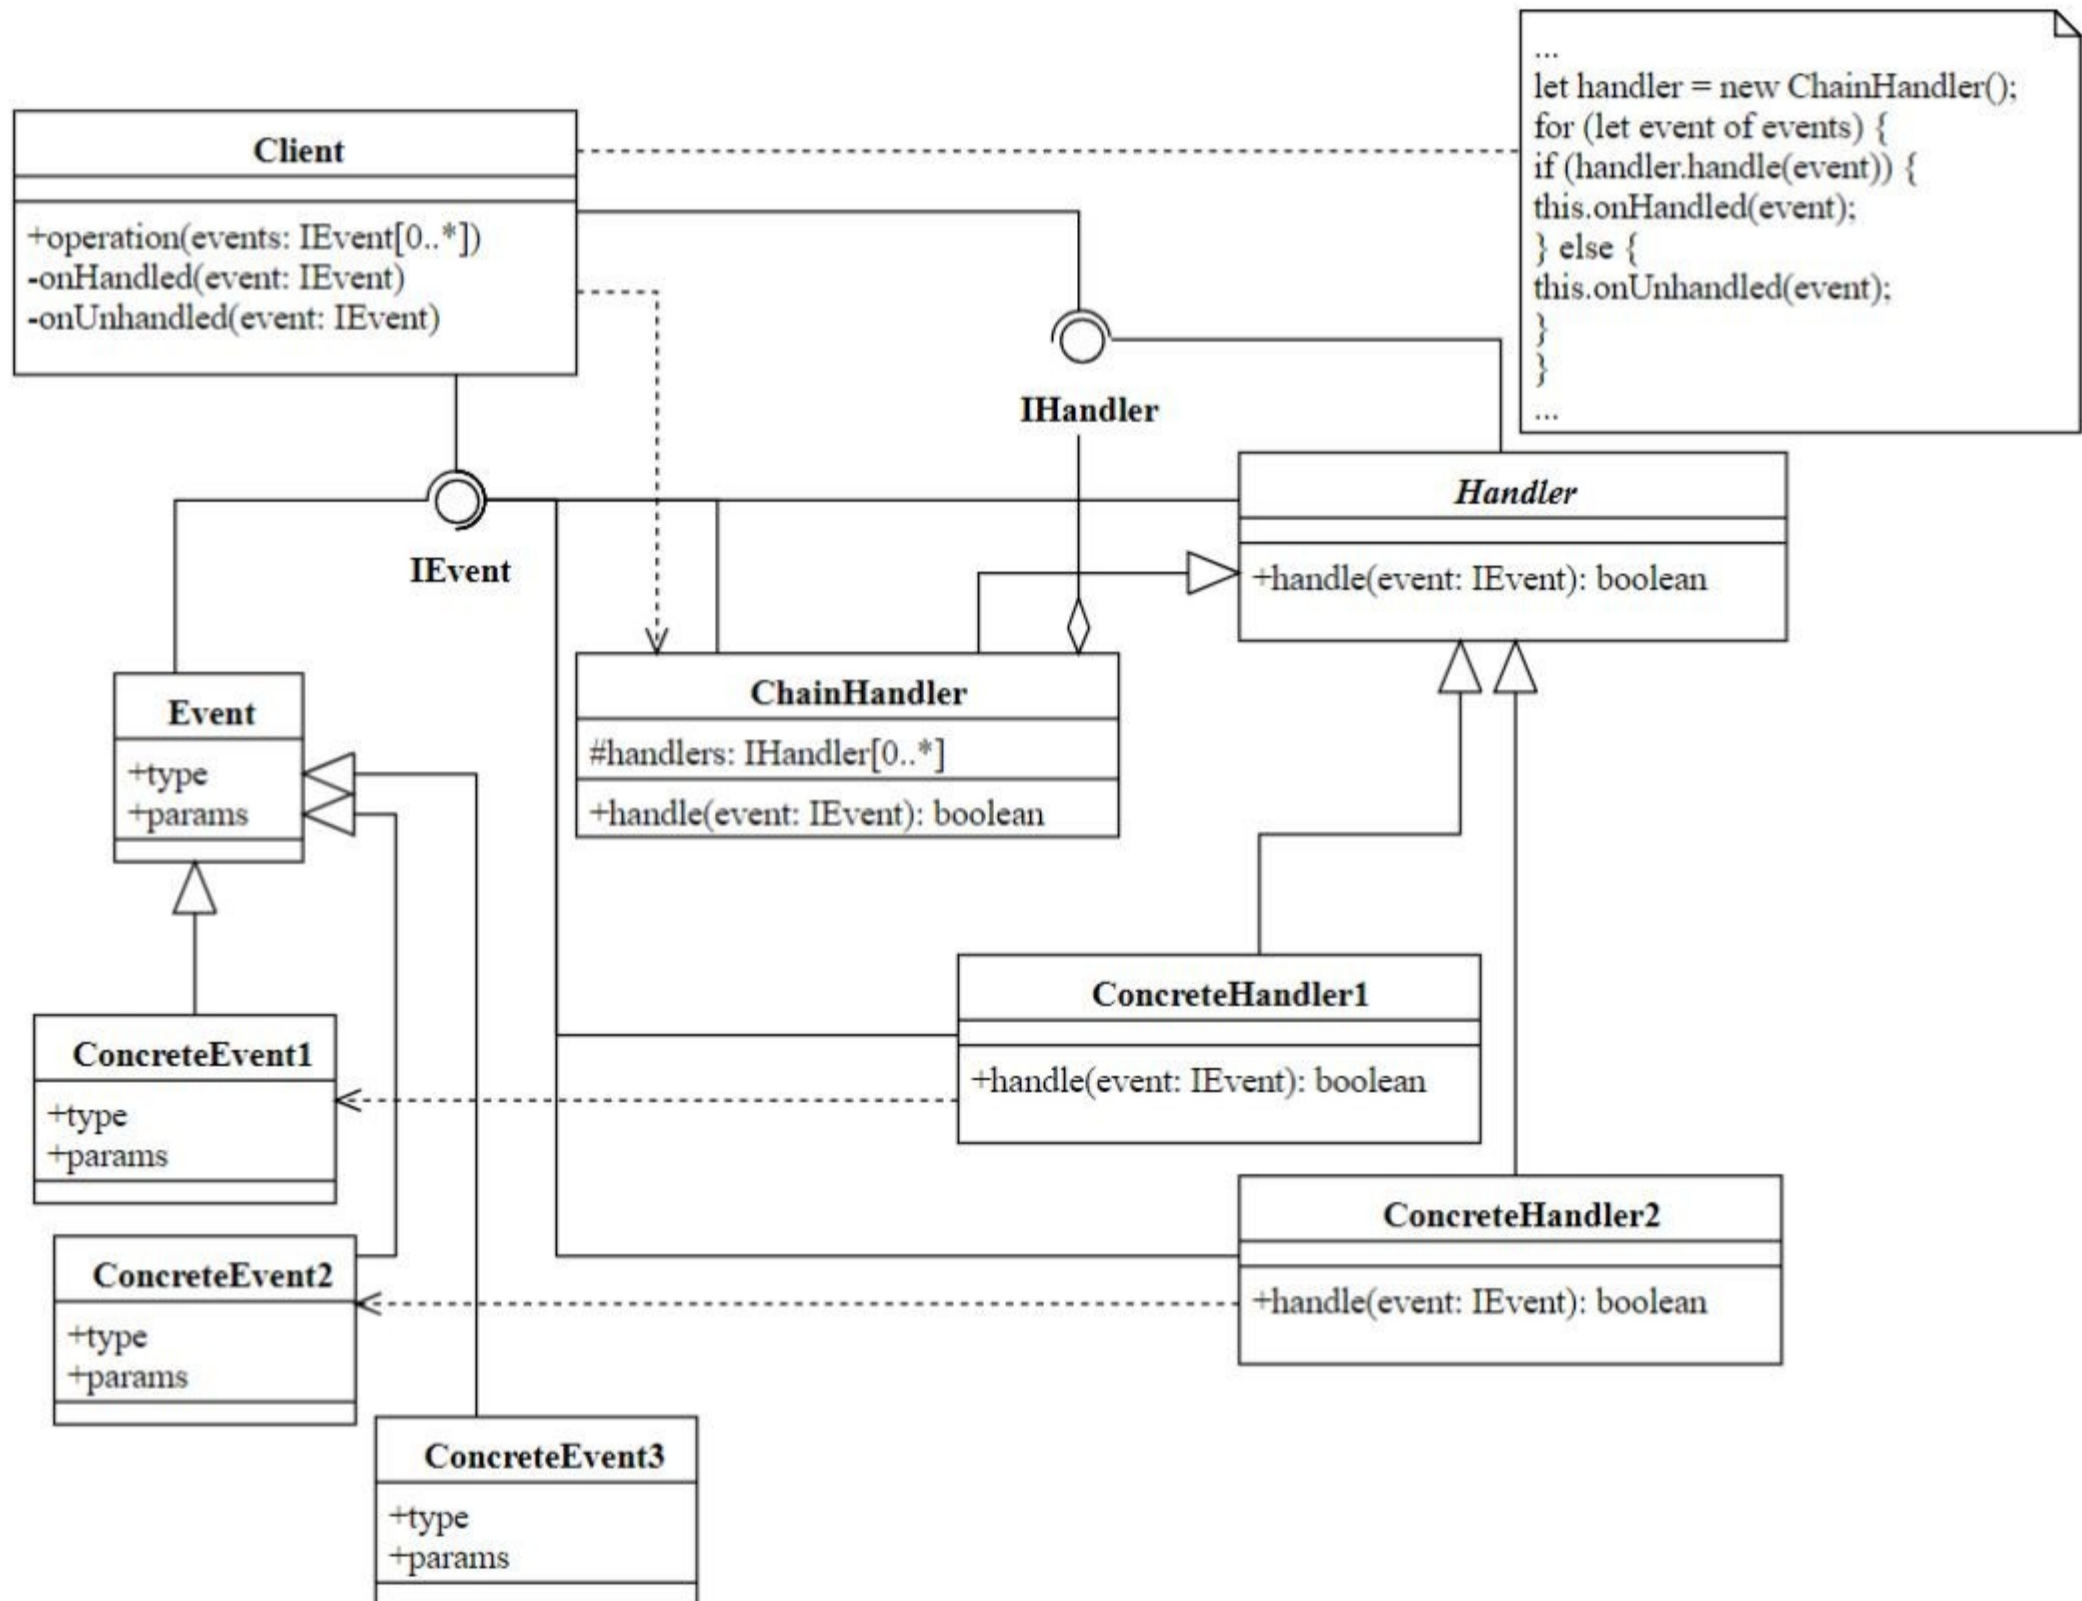 ...
let handler = new ChainHandler();
for (let event of events) {
if (handler.handle(event)) {
this.onHandled(event);
} else {
this.onUnhandled(event);
}
}
...
Client
+operation(events: IEvent[0..*])
-onHandled(event: IEvent)
-onUnhandled(event: IEvent)
IHandler
IEvent
Handler
+handle(event: IEvent): boolean
ChainHandler
#handlers: IHandler[0..*]
+handle(event: IEvent): boolean
Event
+type
+params
ConcreteHandler1
+handle(event: IEvent): boolean
ConcreteEvent1
+type
+params
ConcreteHandler2
+handle(event: IEvent): boolean
ConcreteEvent2
+type
+params
ConcreteEvent3
+type
+params